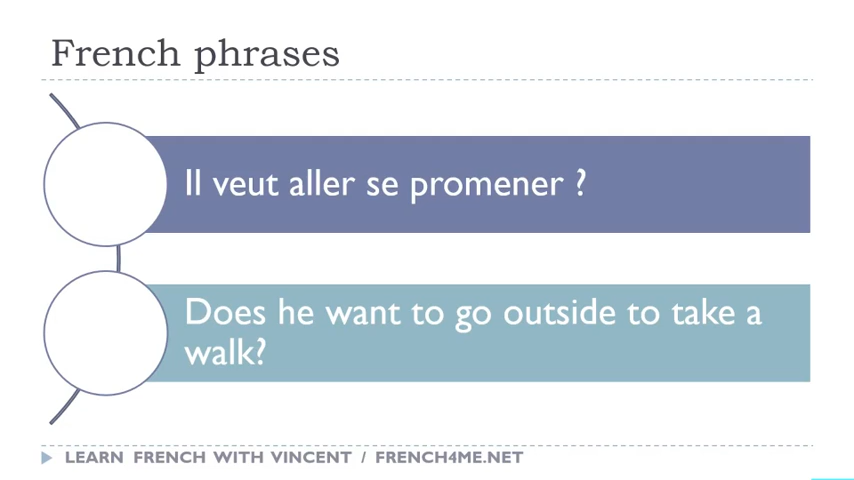 French phrases
Il veut aller se promener ?
Does he want to go outside to take a
walk?
LEARN FRENCH WITH VINCENT / FRENCH4ME.NET